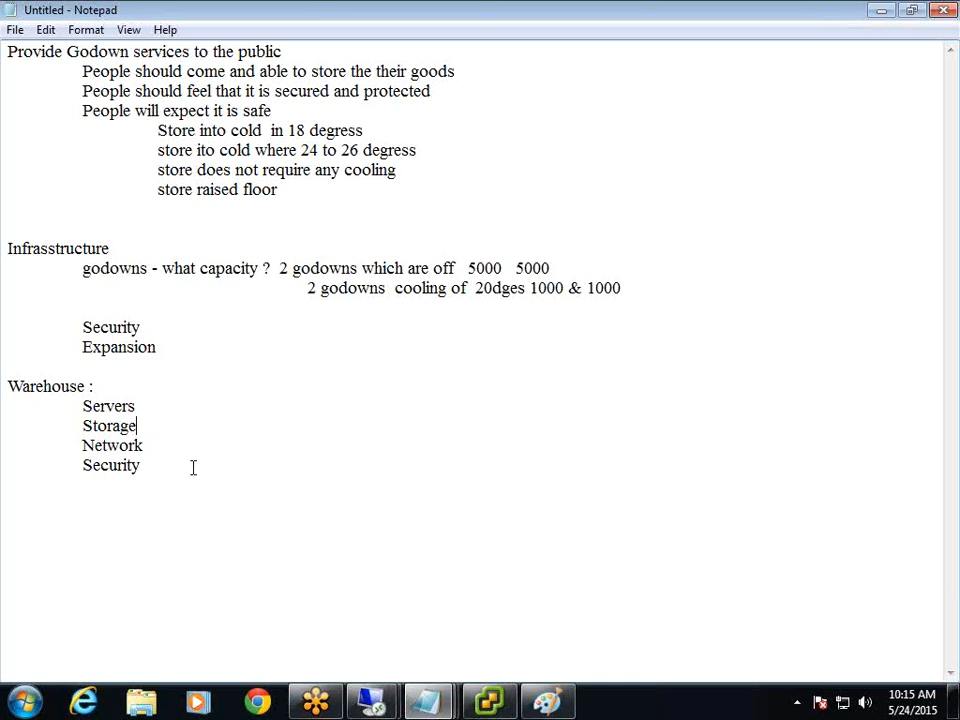 Untitled - Notepad
File Edit Format View Help
Provide Godown services to the public
People should come and able to store the their goods
People should feel that it is secured and protected
People will expect it is safe
Store into cold  in 18 degress
store ito cold where 24 to 26 degress
store does not require any cooling
store raised floor
Infrasstructure
godowns - what capacity ?  2 godowns which are off   5000   5000
2 godowns  cooling of  20dges 1000 & 1000
Security
Expansion
Warehouse :
Servers
Storage
Network
Security
10:15 AM
5/24/2015